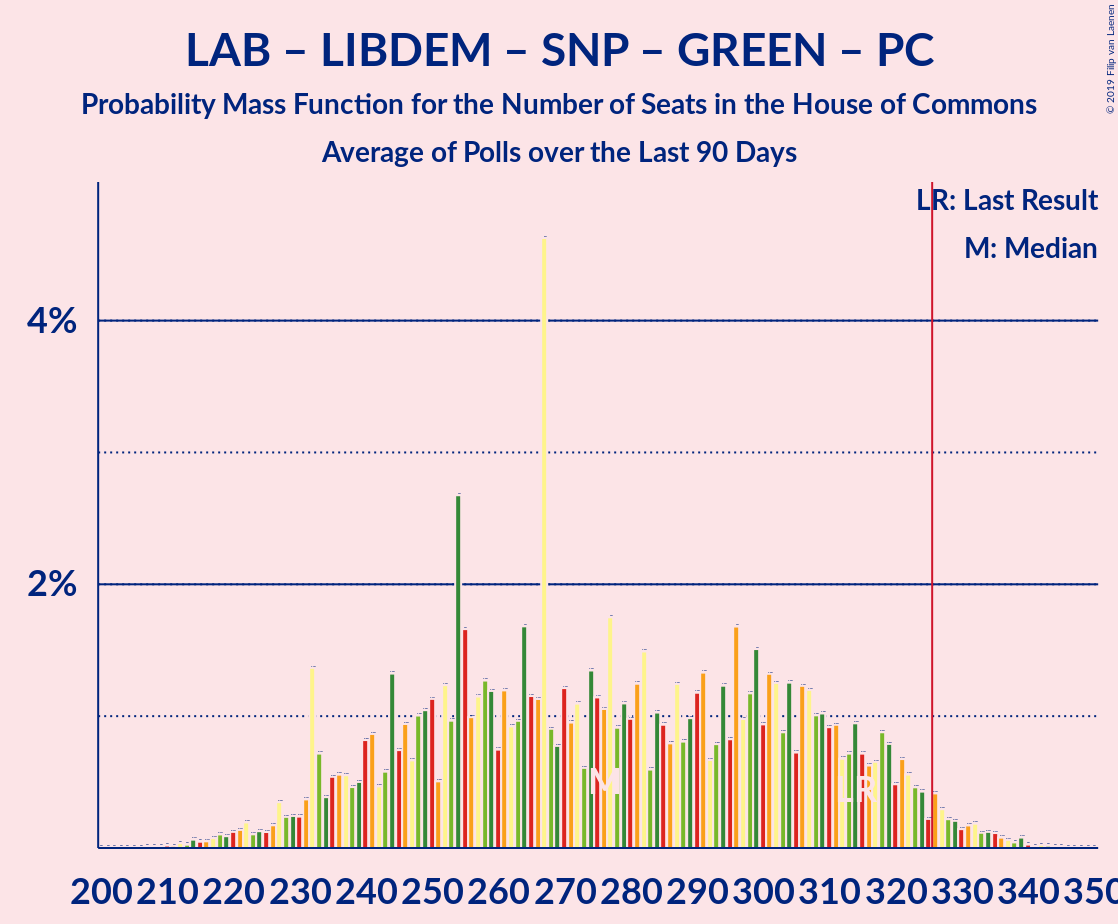 LAB – LIBDEM – SNP – GREEN – PC
Probability Mass Function for the Number of Seats in the House of Commons
Average of Polls over the Last 90 Days
© 2019 Filip van Laenen
LR: Last Result
M: Median
4%
2%
M
LR
200 210 220 230 240 250 260 270 280 290 300 310 320 330 340 350